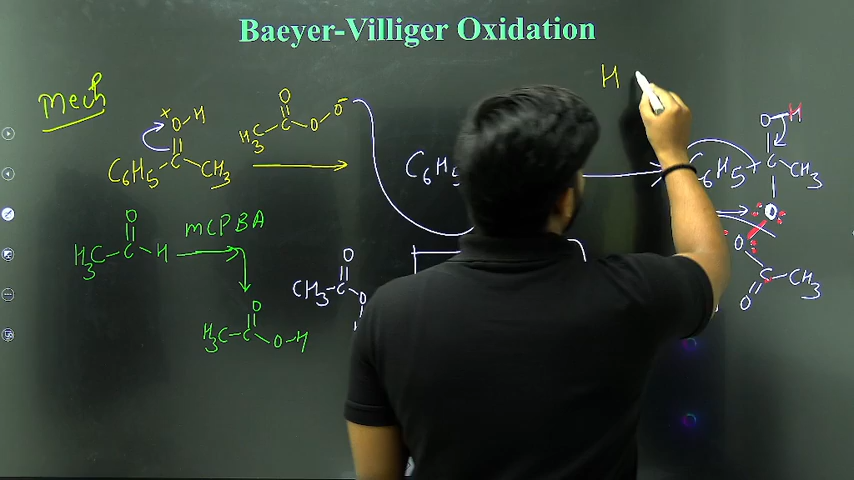 Baeyer-Villiger Oxidation
Mech
H
O-H
C6H5 C CH3
O
H3C-C-O-O-
C6H5
O-H
C6H5 C CH3
O
O
C-CH3
O
O
H3C-C-H
mCPBA
O
H3C-C-O-H
O
CH3-C-O